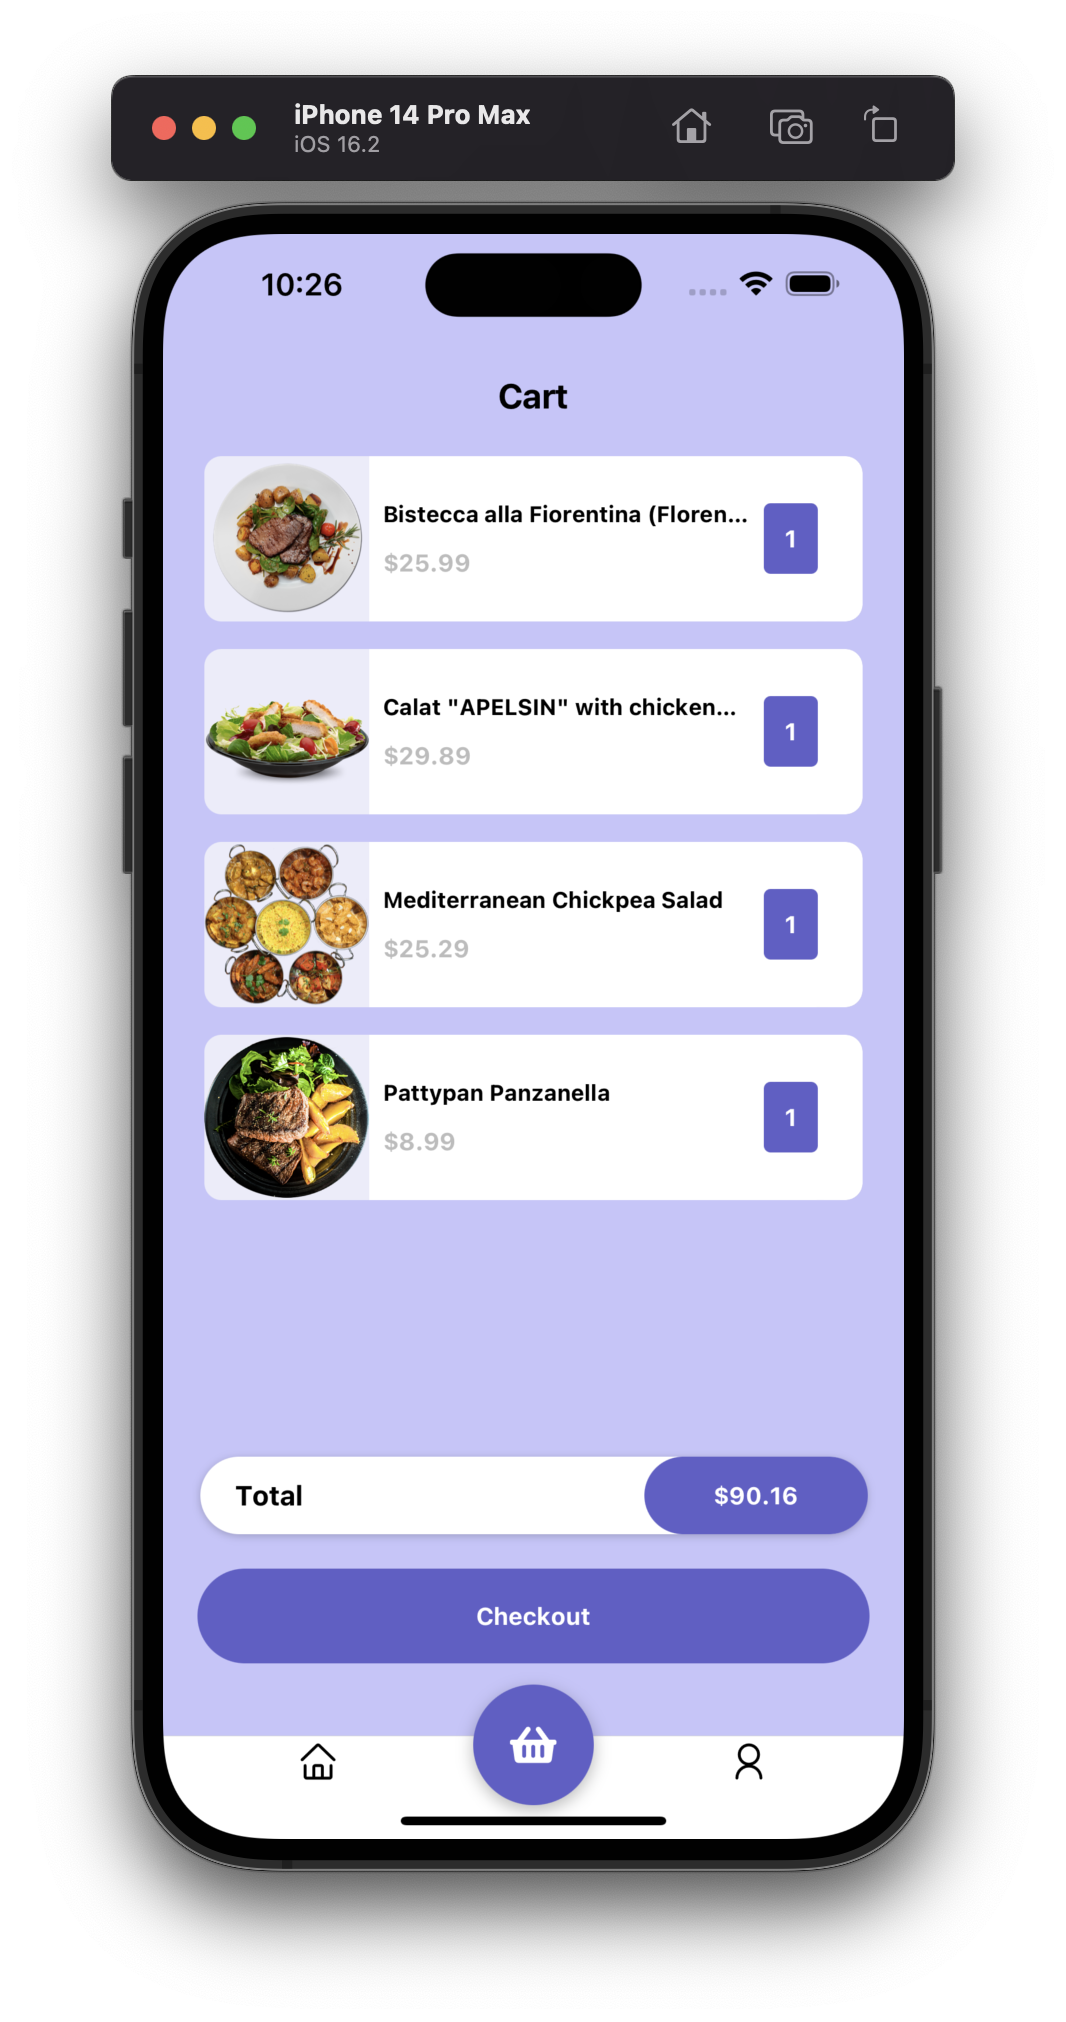 iPhone 14 Pro Max
iOS 16.2
10:26
Cart
Bistecca alla Fiorentina (Floren...
$25.99
1
Calat "APELSIN" with chicken...
$29.89
1
Mediterranean Chickpea Salad
$25.29
1
Pattypan Panzanella
$8.99
1
Total
$90.16
Checkout